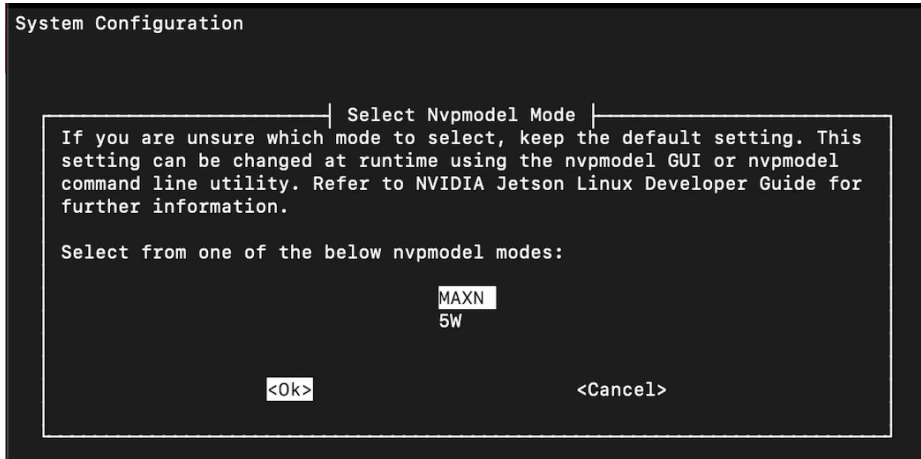 System Configuration
Select Nvpmodel Mode
If you are unsure which mode to select, keep the default setting. This
setting can be changed at runtime using the nvpmodel GUI or nvpmodel
command line utility. Refer to NVIDIA Jetson Linux Developer Guide for
further information.
Select from one of the below nvpmodel modes:
MAXN
5W
<Ok> <Cancel>